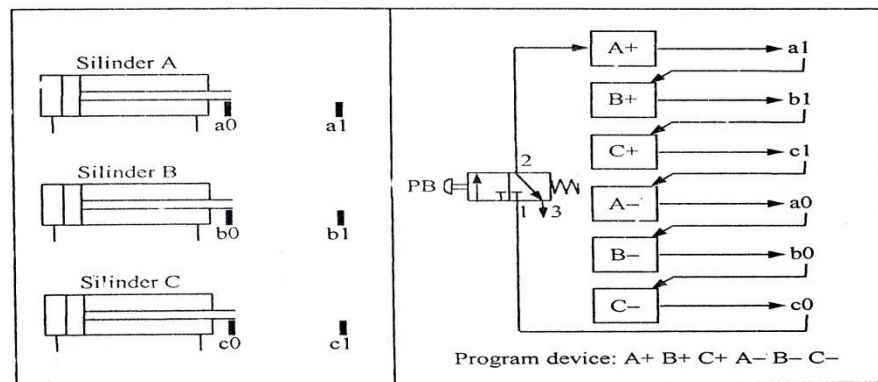 Silinder A
a0 a1
Silinder B
b0 b1
Silinder C
c0 c1
A+ a1
B+ b1
C+ c1
PB
2
1 3
A− a0
B− b0
C− c0
Program device: A+ B+ C+ A− B− C−